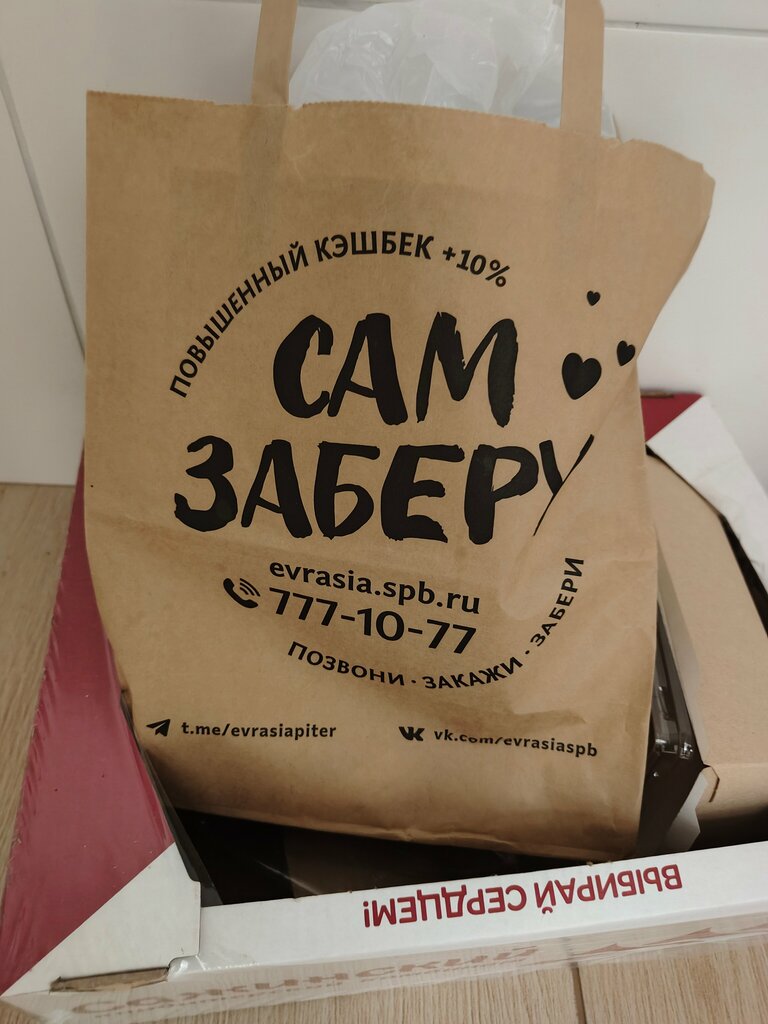 ПОВЫШЕННЫЙ КЭШБЕК +10%
САМ
ЗАБЕРУ
evrasia.spb.ru
777-10-77
ПОЗВОНИ · ЗАКАЖИ · ЗАБЕРИ
t.me/evrasiapiter
vk.com/evrasiaspb
ВЫБИРАЙ СЕРДЦЕМ!